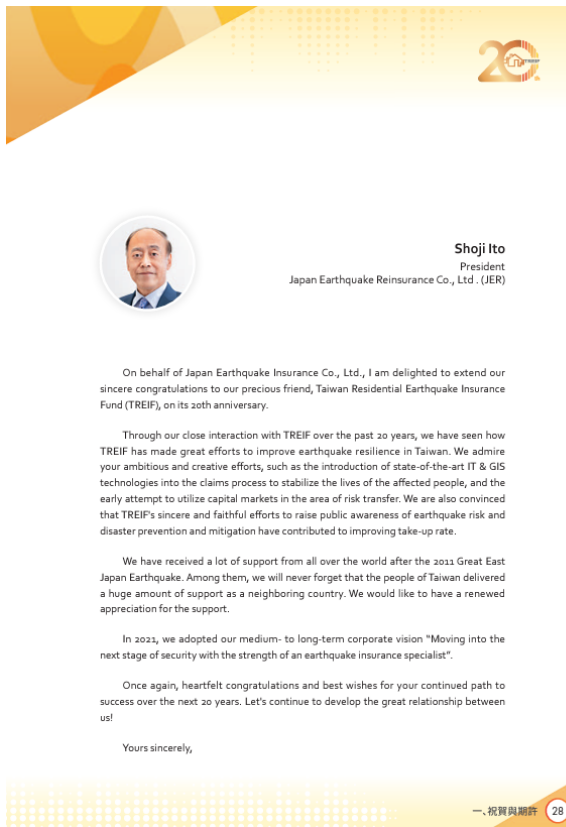 20
TREIF
Shoji Ito
President
Japan Earthquake Reinsurance Co., Ltd . (JER)
On behalf of Japan Earthquake Insurance Co., Ltd., I am delighted to extend our
sincere congratulations to our precious friend, Taiwan Residential Earthquake Insurance
Fund (TREIF), on its 20th anniversary.
Through our close interaction with TREIF over the past 20 years, we have seen how
TREIF has made great efforts to improve earthquake resilience in Taiwan. We admire
your ambitious and creative efforts, such as the introduction of state-of-the-art IT & GIS
technologies into the claims process to stabilize the lives of the affected people, and the
early attempt to utilize capital markets in the area of risk transfer. We are also convinced
that TREIF's sincere and faithful efforts to raise public awareness of earthquake risk and
disaster prevention and mitigation have contributed to improving take-up rate.
We have received a lot of support from all over the world after the 2011 Great East
Japan Earthquake. Among them, we will never forget that the people of Taiwan delivered
a huge amount of support as a neighboring country. We would like to have a renewed
appreciation for the support.
In 2021, we adopted our medium- to long-term corporate vision "Moving into the
next stage of security with the strength of an earthquake insurance specialist".
Once again, heartfelt congratulations and best wishes for your continued path to
success over the next 20 years. Let's continue to develop the great relationship between
us!
Yours sincerely,
一、祝賀與期許 28